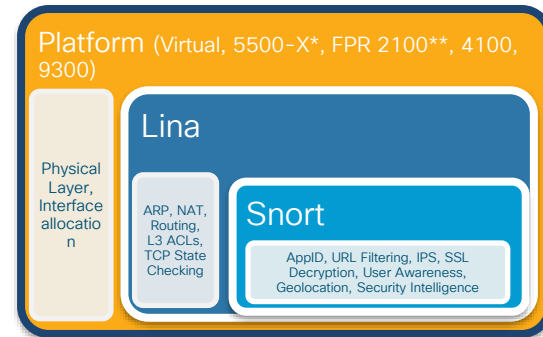 Platform (Virtual, 5500-X*, FPR 2100**, 4100,
9300)
Lina
Physical
Layer,
Interface
allocatio
n
ARP, NAT,
Routing,
L3 ACLs,
TCP State
Checking
Snort
AppID, URL Filtering, IPS, SSL
Decryption, User Awareness,
Geolocation, Security Intelligence